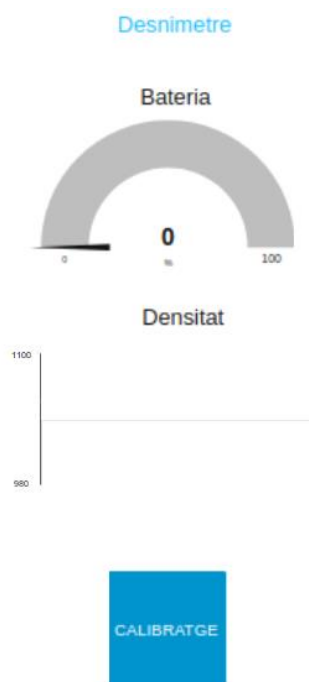 Desnimetre
Bateria
0
%
0
100
Densitat
1100
980
CALIBRATGE